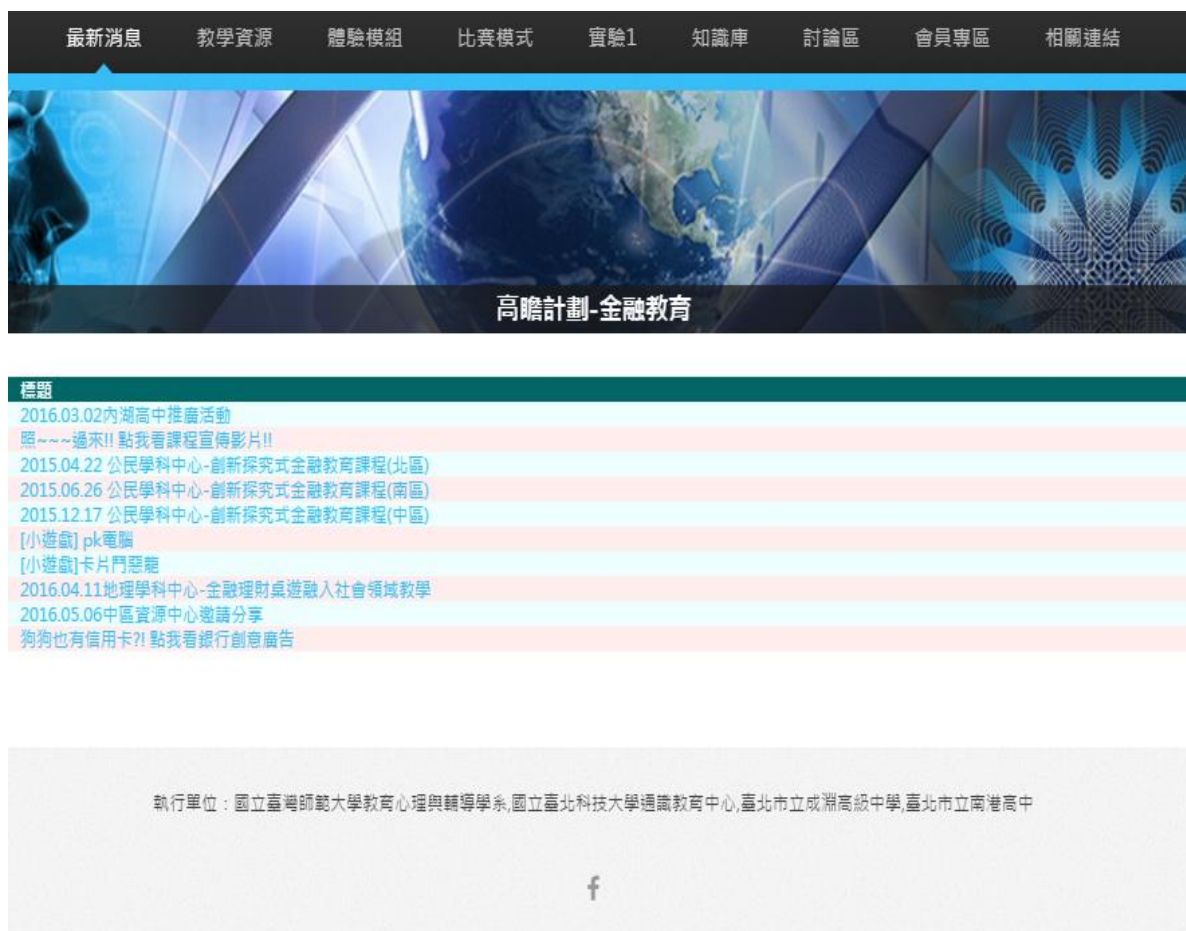 最新消息 教學資源 體驗模組 比賽模式 實驗1 知識庫 討論區 會員專區 相關連結
高瞻計劃-金融教育
標題
2016.03.02內湖高中推廣活動
照~~~過來!! 點我看課程宣傳影片!!
2015.04.22 公民學科中心-創新探究式金融教育課程(北區)
2015.06.26 公民學科中心-創新探究式金融教育課程(南區)
2015.12.17 公民學科中心-創新探究式金融教育課程(中區)
[小遊戲] pk電腦
[小遊戲]卡片鬥惡龍
2016.04.11地理學科中心-金融理財桌遊融入社會領域教學
2016.05.06中區資源中心邀請分享
狗狗也有信用卡?! 點我看銀行創意廣告
執行單位：國立臺灣師範大學教育心理與輔導學系,國立臺北科技大學通識教育中心,臺北市立成淵高級中學,臺北市立南港高中